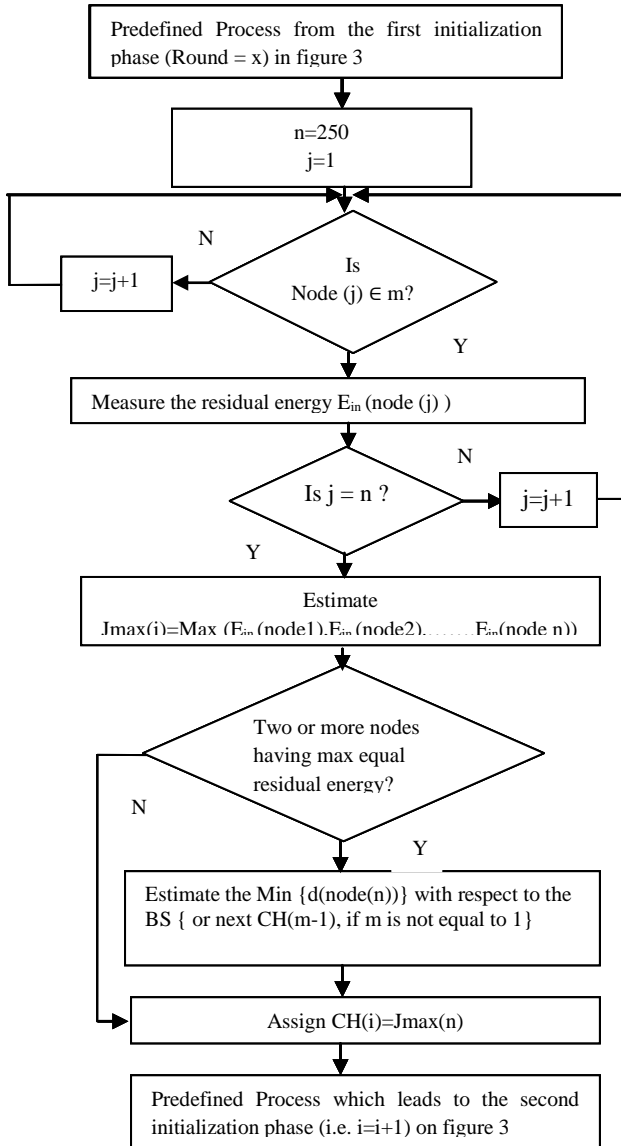 Predefined Process from the first initialization
phase (Round = x) in figure 3
n=250
j=1
N
Is
Node (j) ∈ m?
j=j+1
Y
Measure the residual energy Ein (node (j) )
Is j = n ?
N
j=j+1
Y
Estimate
Jmax(i)=Max (Ein (node1),Ein (node2),.......Ein(node n))
Two or more nodes
having max equal
residual energy?
N
Y
Estimate the Min {d(node(n))} with respect to the
BS { or next CH(m-1), if m is not equal to 1}
Assign CH(i)=Jmax(n)
Predefined Process which leads to the second
initialization phase (i.e. i=i+1) on figure 3